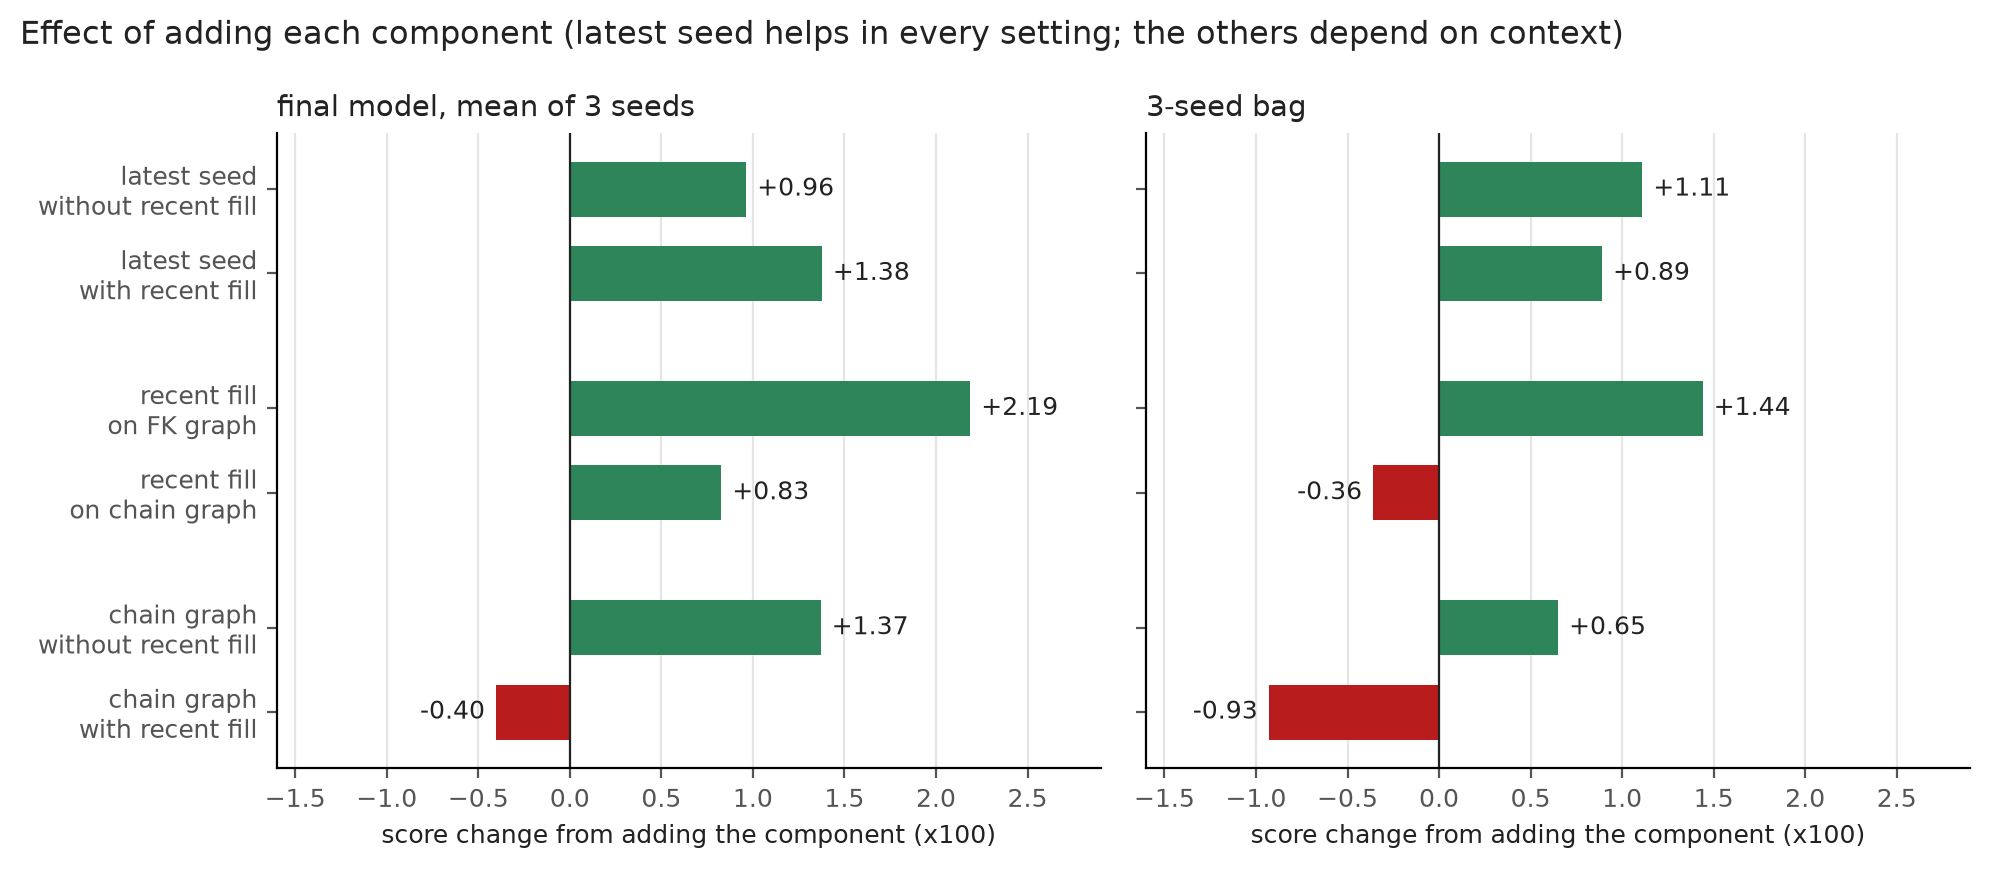 Effect of adding each component (latest seed helps in every setting; the others depend on context)
final model, mean of 3 seeds
latest seed
without recent fill
+0.96
latest seed
with recent fill
+1.38
recent fill
on FK graph
+2.19
recent fill
on chain graph
+0.83
chain graph
without recent fill
+1.37
chain graph
with recent fill
-0.40
−1.5 −1.0 −0.5 0.0 0.5 1.0 1.5 2.0 2.5
score change from adding the component (x100)
3-seed bag
+1.11
+0.89
+1.44
-0.36
+0.65
-0.93
−1.5 −1.0 −0.5 0.0 0.5 1.0 1.5 2.0 2.5
score change from adding the component (x100)